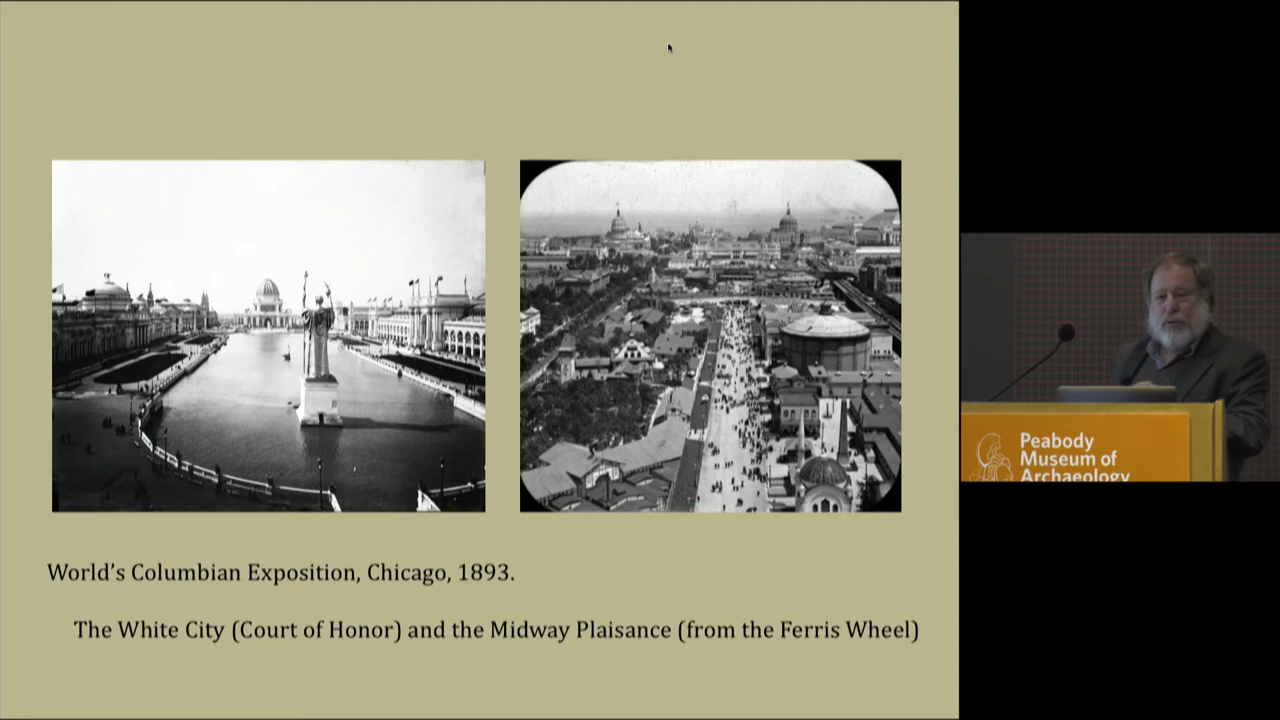 World's Columbian Exposition, Chicago, 1893.
The White City (Court of Honor) and the Midway Plaisance (from the Ferris Wheel)
Peabody
Museum of
Archaeology